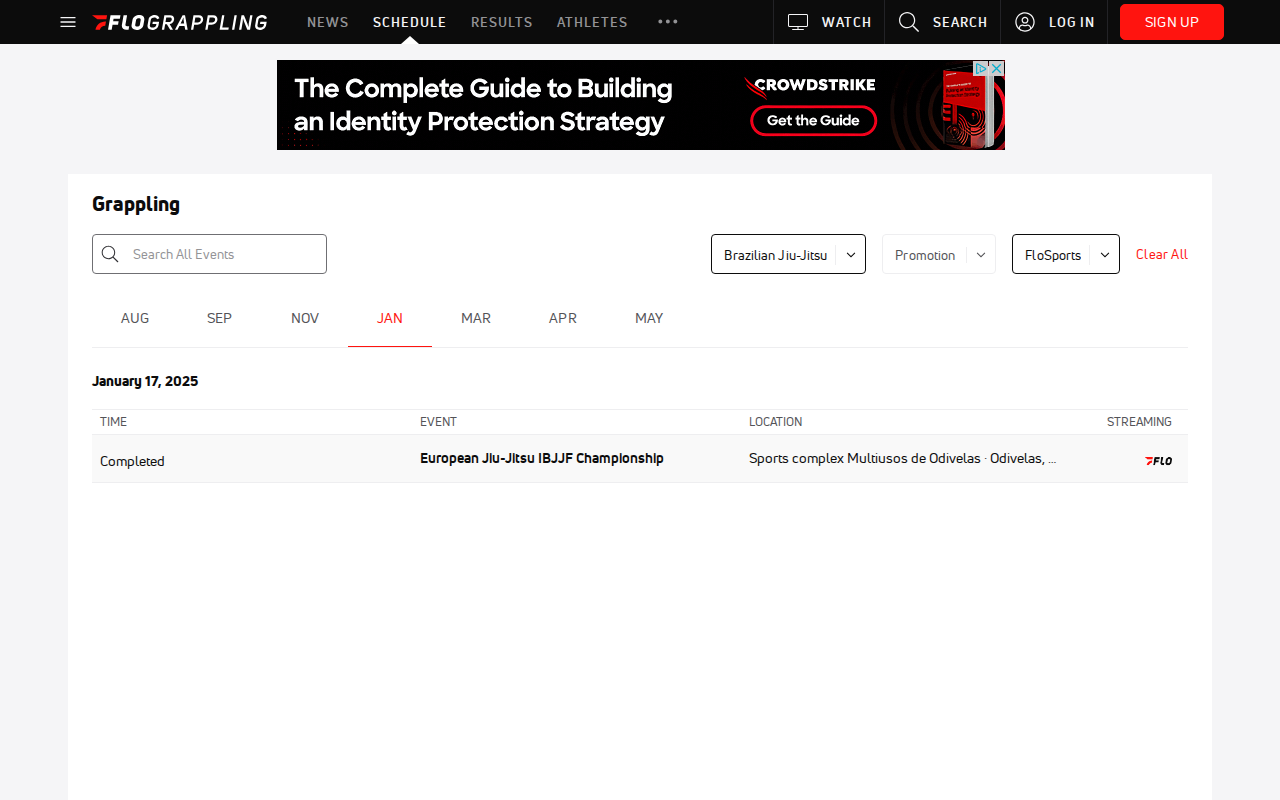 FLOGRAPPLING NEWS SCHEDULE RESULTS ATHLETES WATCH SEARCH LOG IN SIGN UP
The Complete Guide to Building
an Identity Protection Strategy
CROWDSTRIKE
Get the Guide
Grappling
Search All Events Brazilian Jiu-Jitsu Promotion FloSports Clear All
AUG SEP NOV JAN MAR APR MAY
January 17, 2025
TIME EVENT LOCATION STREAMING
Completed European Jiu-Jitsu IBJJF Championship Sports complex Multiusos de Odivelas · Odivelas, ... FLO